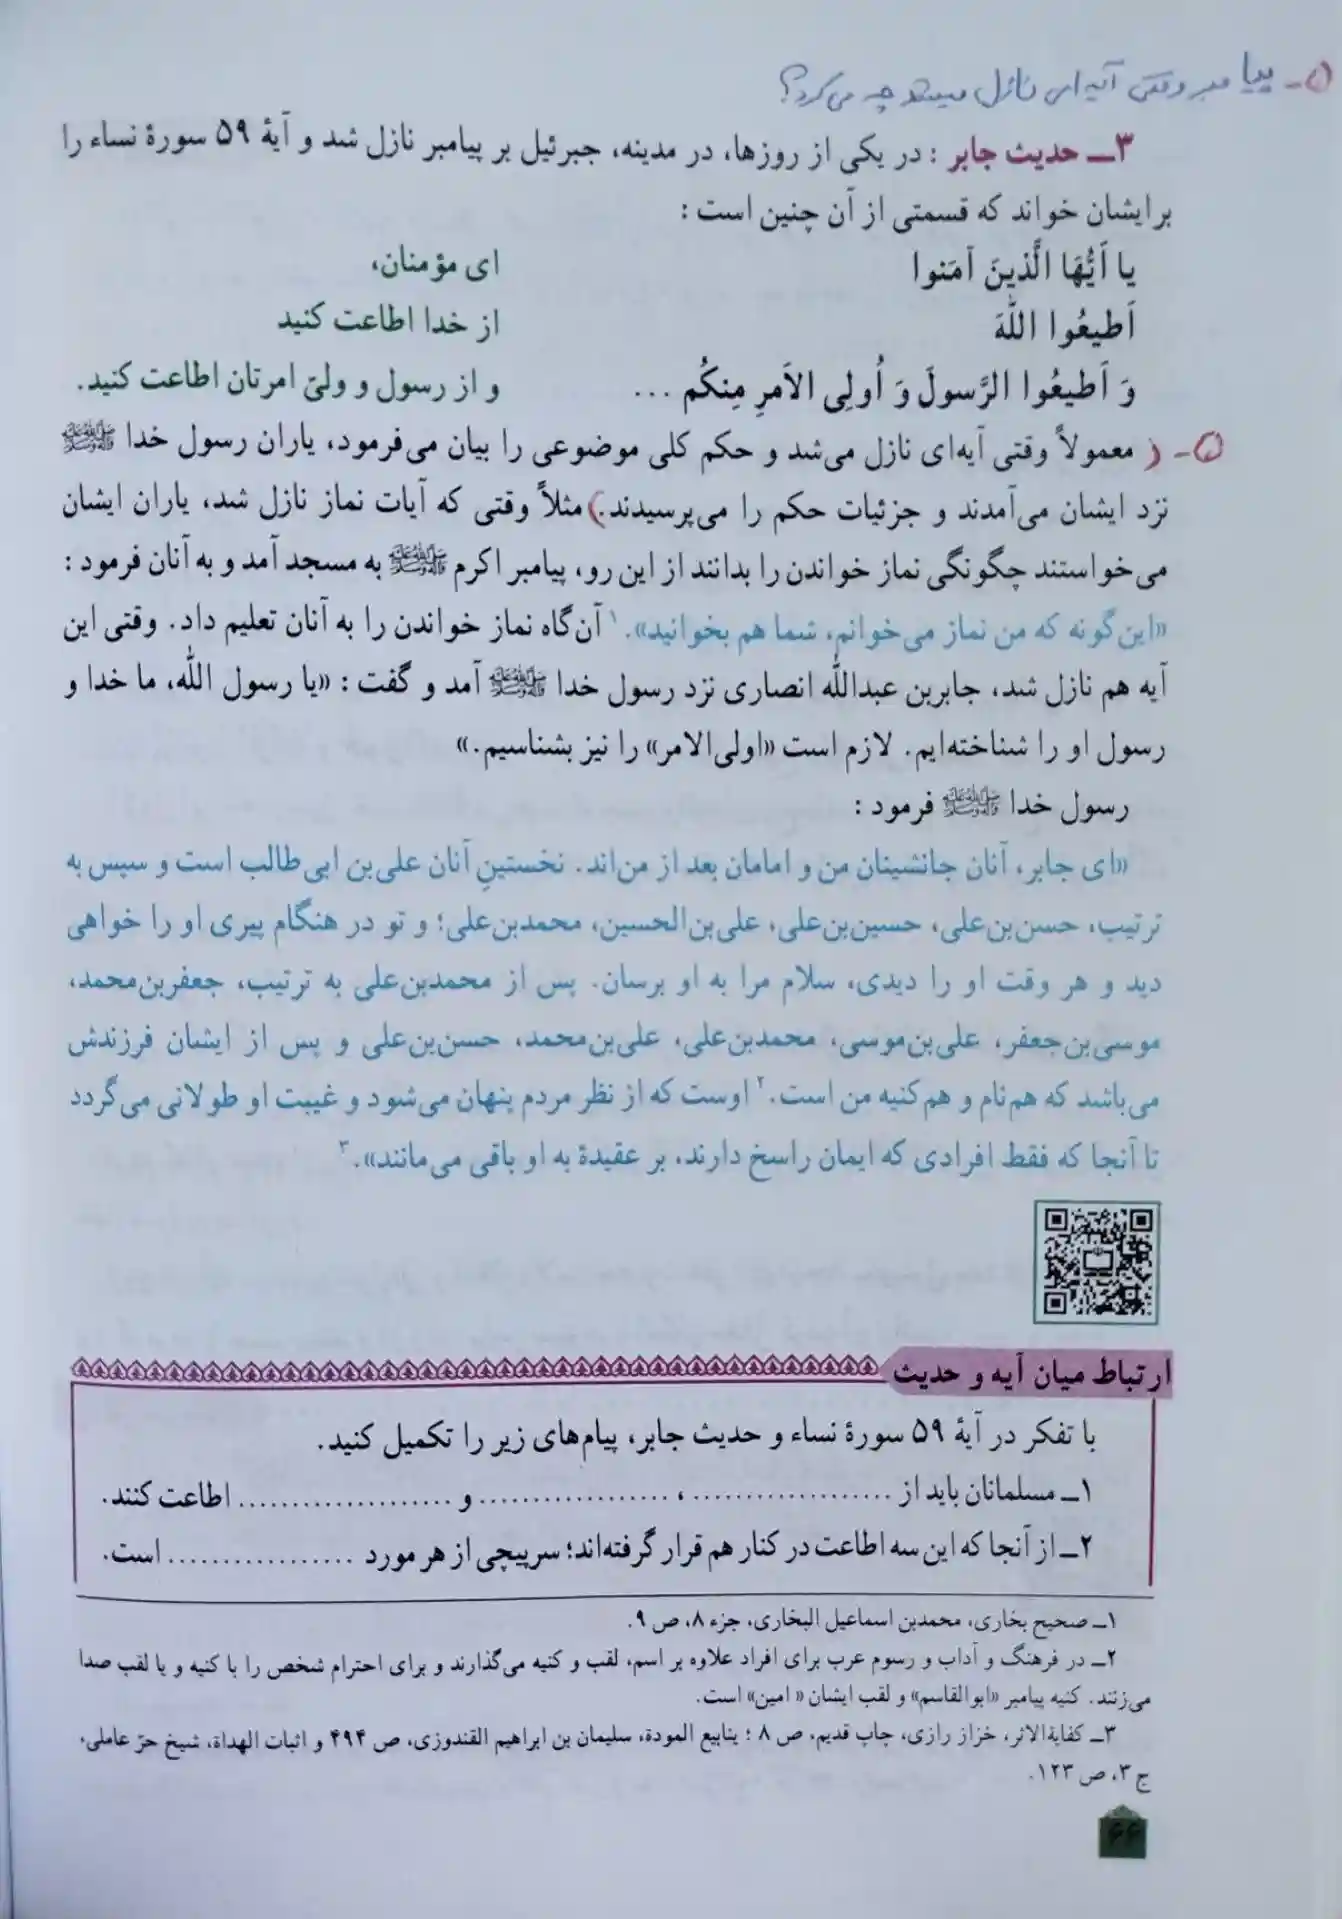 ۵- پیامبر وقتی آیه‌ای نازل میشد چه می‌کرد؟
۳ــ حدیث جابر : در یکی از روزها، در مدینه، جبرئیل بر پیامبر نازل شد و آیهٔ ۵۹ سورهٔ نساء را
برایشان خواند که قسمتی از آن چنین است :
یا اَیُّهَا الَّذینَ آمَنوا ای مؤمنان،
اَطیعُوا اللّٰهَ از خدا اطاعت کنید
وَ اَطیعُوا الرَّسولَ وَ اُولِی الاَمرِ مِنکُم ... و از رسول و ولیّ امرتان اطاعت کنید.
۵- ( معمولاً وقتی آیه‌ای نازل می‌شد و حکم کلی موضوعی را بیان می‌فرمود، یاران رسول خدا ﷺ
نزد ایشان می‌آمدند و جزئیات حکم را می‌پرسیدند.) مثلاً وقتی که آیات نماز نازل شد، یاران ایشان
می‌خواستند چگونگی نماز خواندن را بدانند از این رو، پیامبر اکرم ﷺ به مسجد آمد و به آنان فرمود :
«این‌گونه که من نماز می‌خوانم، شما هم بخوانید».۱ آن‌گاه نماز خواندن را به آنان تعلیم داد. وقتی این
آیه هم نازل شد، جابربن عبداللّٰه انصاری نزد رسول خدا ﷺ آمد و گفت : «یا رسول اللّٰه، ما خدا و
رسول او را شناخته‌ایم. لازم است «اولی‌الامر» را نیز بشناسیم.»
رسول خدا ﷺ فرمود :
«ای جابر، آنان جانشینان من و امامان بعد از من‌اند. نخستینِ آنان علی‌بن ابی‌طالب است و سپس به
ترتیب، حسن‌بن‌علی، حسین‌بن‌علی، علی‌بن‌الحسین، محمدبن‌علی؛ و تو در هنگام پیری او را خواهی
دید و هر وقت او را دیدی، سلام مرا به او برسان. پس از محمدبن‌علی به ترتیب، جعفربن‌محمد،
موسی‌بن‌جعفر، علی‌بن‌موسی، محمدبن‌علی، علی‌بن‌محمد، حسن‌بن‌علی و پس از ایشان فرزندش
می‌باشد که هم‌نام و هم‌کنیه من است.۲ اوست که از نظر مردم پنهان می‌شود و غیبت او طولانی می‌گردد
تا آنجا که فقط افرادی که ایمان راسخ دارند، بر عقیدهٔ به او باقی می‌مانند».۳
ارتباط میان آیه و حدیث
با تفکر در آیهٔ ۵۹ سورهٔ نساء و حدیث جابر، پیام‌های زیر را تکمیل کنید.
۱ــ مسلمانان باید از ....................، .................... و .................... اطاعت کنند.
۲ــ از آنجا که این سه اطاعت در کنار هم قرار گرفته‌اند؛ سرپیچی از هر مورد .................. است.
۱ــ صحیح بخاری، محمدبن اسماعیل البخاری، جزء ۸، ص ۹.
۲ــ در فرهنگ و آداب و رسوم عرب برای افراد علاوه بر اسم، لقب و کنیه می‌گذارند و برای احترام شخص را با کنیه و یا لقب صدا
می‌زنند. کنیه پیامبر «ابوالقاسم» و لقب ایشان « امین» است.
۳ــ کفایةالاثر، خزاز رازی، چاپ قدیم، ص ۸ ؛ ینابیع المودة، سلیمان بن ابراهیم القندوزی، ص ۴۹۴ و اثبات الهداة، شیخ حرّ عاملی،
ج ۳، ص ۱۲۳.
۶۶